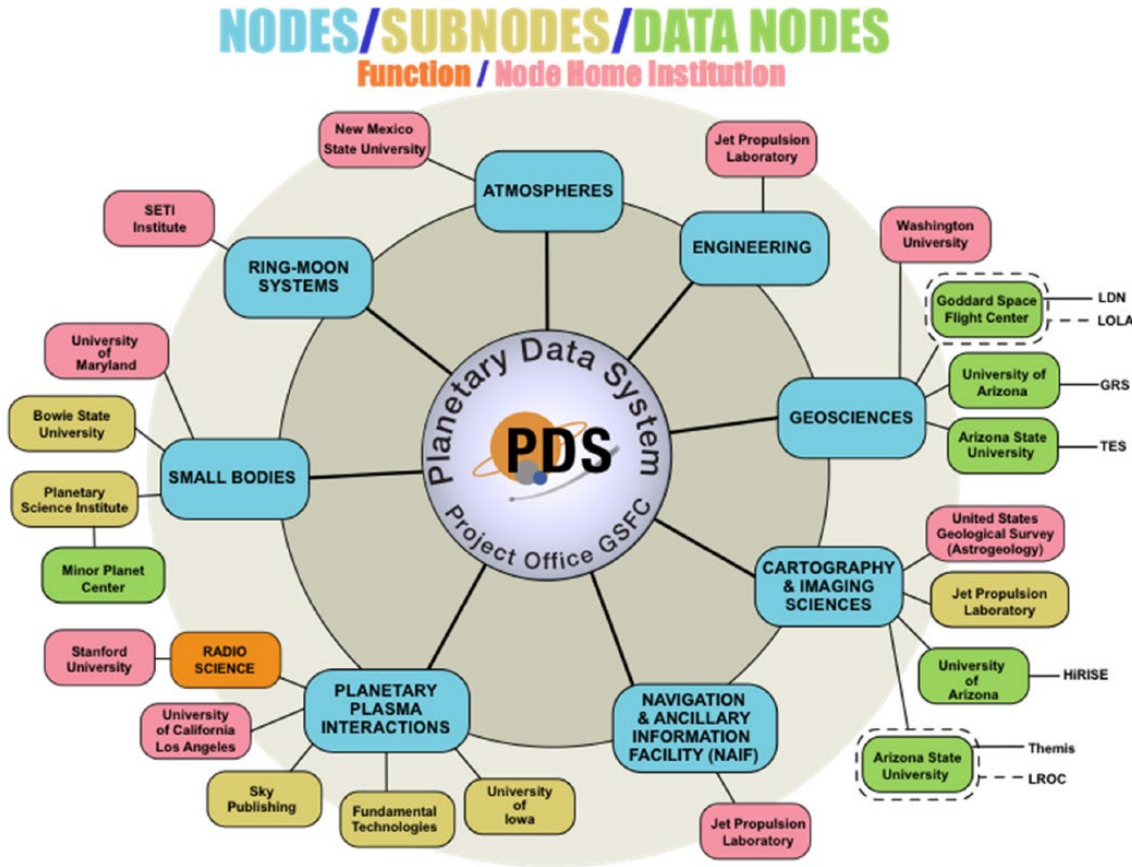 NODES/SUBNODES/DATA NODES
Function / Node Home Institution
New Mexico
State University
ATMOSPHERES
Jet Propulsion
Laboratory
ENGINEERING
SETI
Institute
RING-MOON
SYSTEMS
Washington
University
Goddard Space
Flight Center
LDN
LOLA
University of
Arizona
GRS
Arizona State
University
TES
GEOSCIENCES
University
of
Maryland
Bowie State
University
SMALL BODIES
Planetary
Science Institute
Minor Planet
Center
Planetary Data System
PDS
Project Office GSFC
United States
Geological Survey
(Astrogeology)
CARTOGRAPHY
& IMAGING
SCIENCES
Jet Propulsion
Laboratory
University
of
Arizona
HiRISE
Arizona State
University
Themis
LROC
Stanford
University
RADIO
SCIENCE
PLANETARY
PLASMA
INTERACTIONS
University
of California
Los Angeles
Sky
Publishing
Fundamental
Technologies
University
of
Iowa
NAVIGATION
& ANCILLARY
INFORMATION
FACILITY (NAIF)
Jet Propulsion
Laboratory